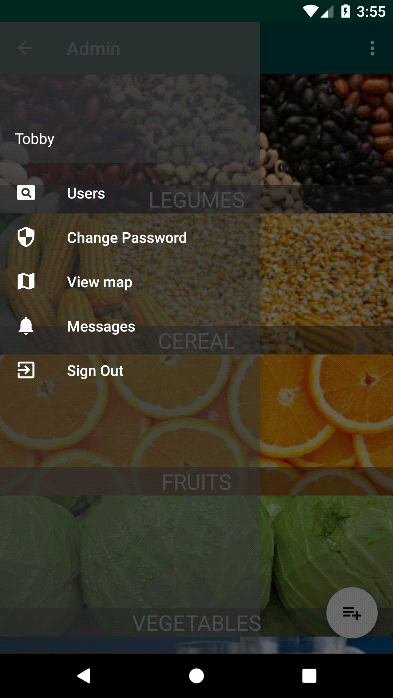 3:55
Admin
Tobby
Users
LEGUMES
Change Password
View map
Messages
CEREAL
Sign Out
FRUITS
VEGETABLES